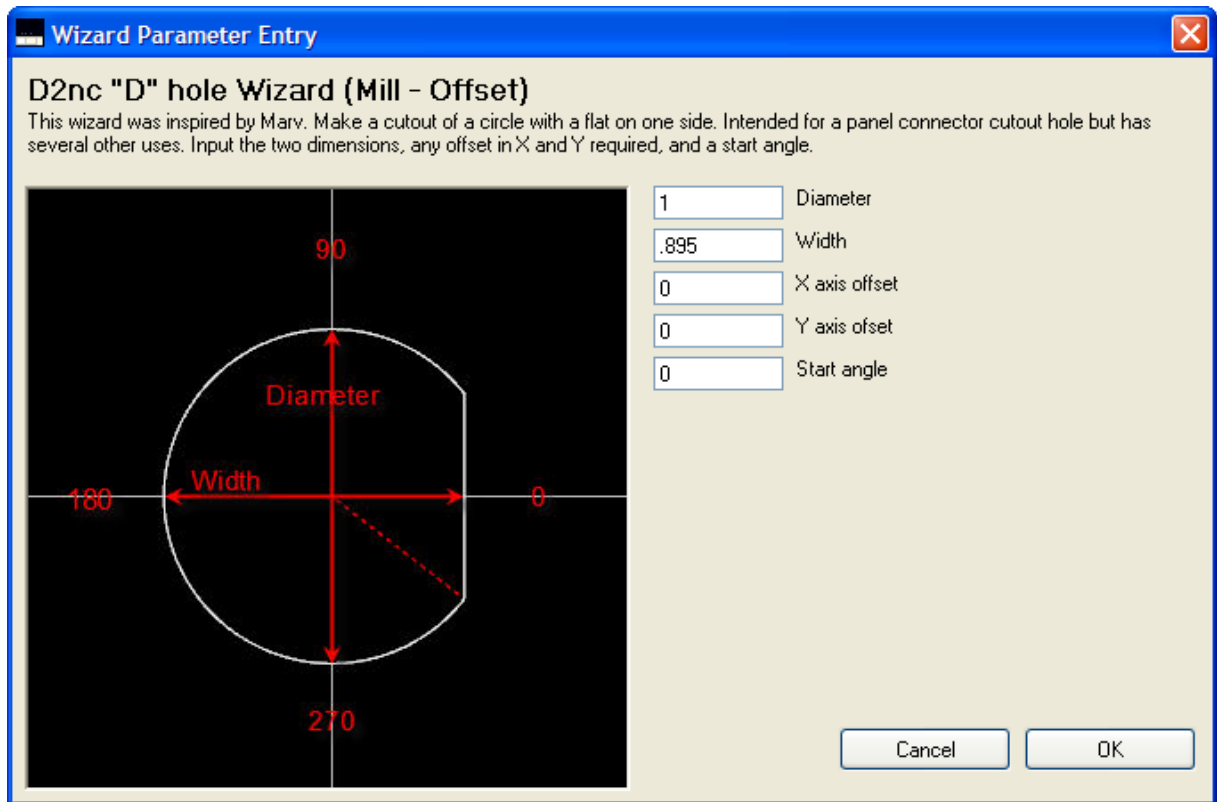 Wizard Parameter Entry
D2nc "D" hole Wizard (Mill - Offset)
This wizard was inspired by Marv. Make a cutout of a circle with a flat on one side. Intended for a panel connector cutout hole but has
several other uses. Input the two dimensions, any offset in X and Y required, and a start angle.
90
Diameter
Width
180
0
270
1 Diameter
.895 Width
0 X axis offset
0 Y axis ofset
0 Start angle
Cancel OK